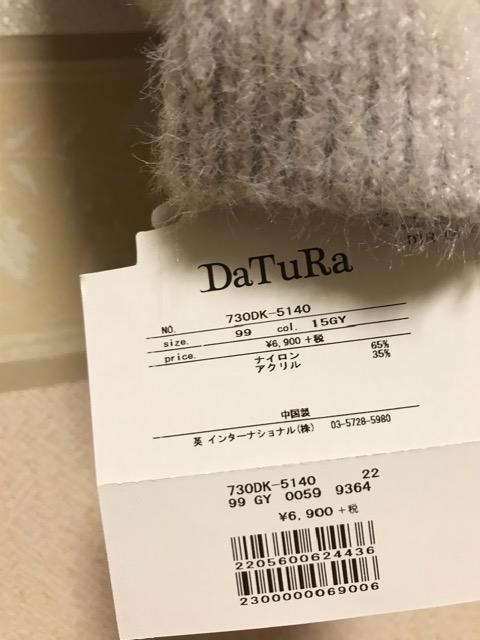 DaTuRa
NO. 730DK-5140
size. 99 col. 15GY
price. ¥6,900 +税
ナイロン 65%
アクリル 35%
中国製
英 インターナショナル(株) 03-5728-5980
730DK-5140 22
99 GY 0059 9364
¥6,900 +税
2205600624436
2300000069006